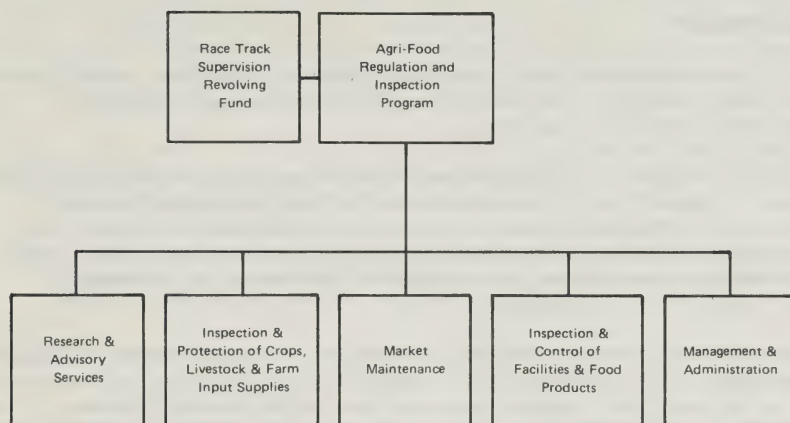 Race Track
Supervision
Revolving
Fund
Agri-Food
Regulation and
Inspection
Program
Research &
Advisory
Services
Inspection &
Protection of Crops,
Livestock & Farm
Input Supplies
Market
Maintenance
Inspection &
Control of
Facilities & Food
Products
Management &
Administration